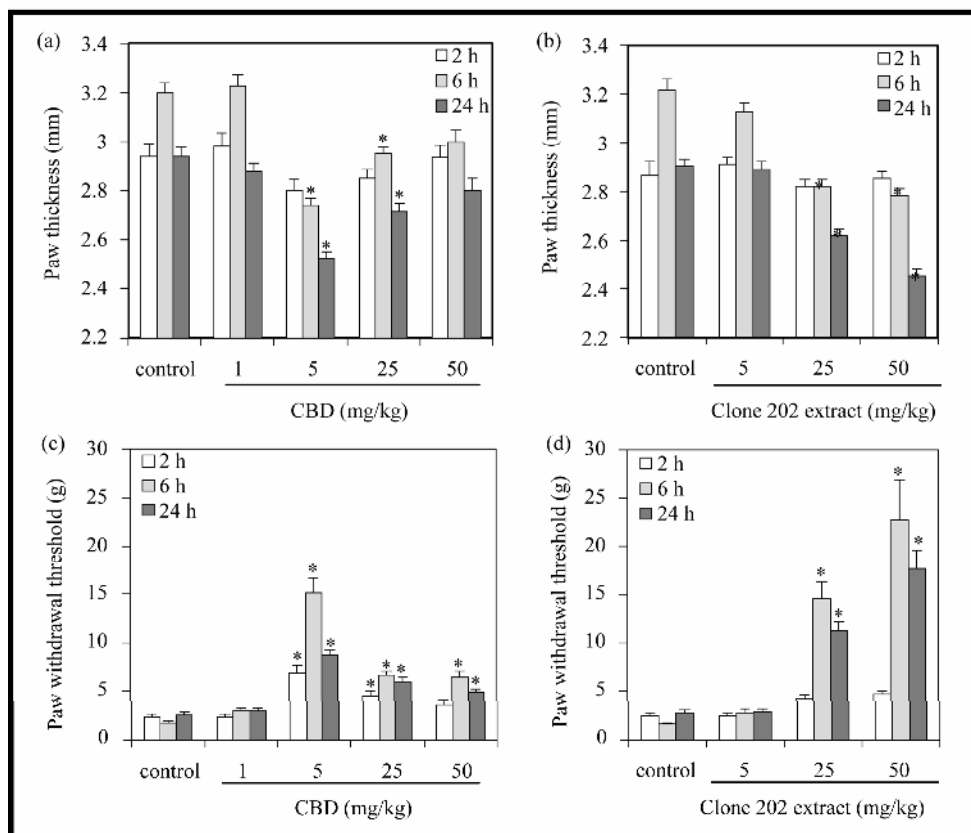 (a)
3.4
3.2
3
2.8
2.6
2.4
2.2
Paw thickness (mm)
2 h
6 h
24 h
*
*
*
*
control 1 5 25 50
CBD (mg/kg)
(b)
3.4
3.2
3
2.8
2.6
2.4
2.2
Paw thickness (mm)
2 h
6 h
24 h
*
*
*
*
control 5 25 50
Clone 202 extract (mg/kg)
(c)
30
25
20
15
10
5
0
Paw withdrawal threshold (g)
2 h
6 h
24 h
*
*
*
*
*
*
*
*
control 1 5 25 50
CBD (mg/kg)
(d)
30
25
20
15
10
5
0
Paw withdrawal threshold (g)
2 h
6 h
24 h
*
*
*
*
control 5 25 50
Clone 202 extract (mg/kg)